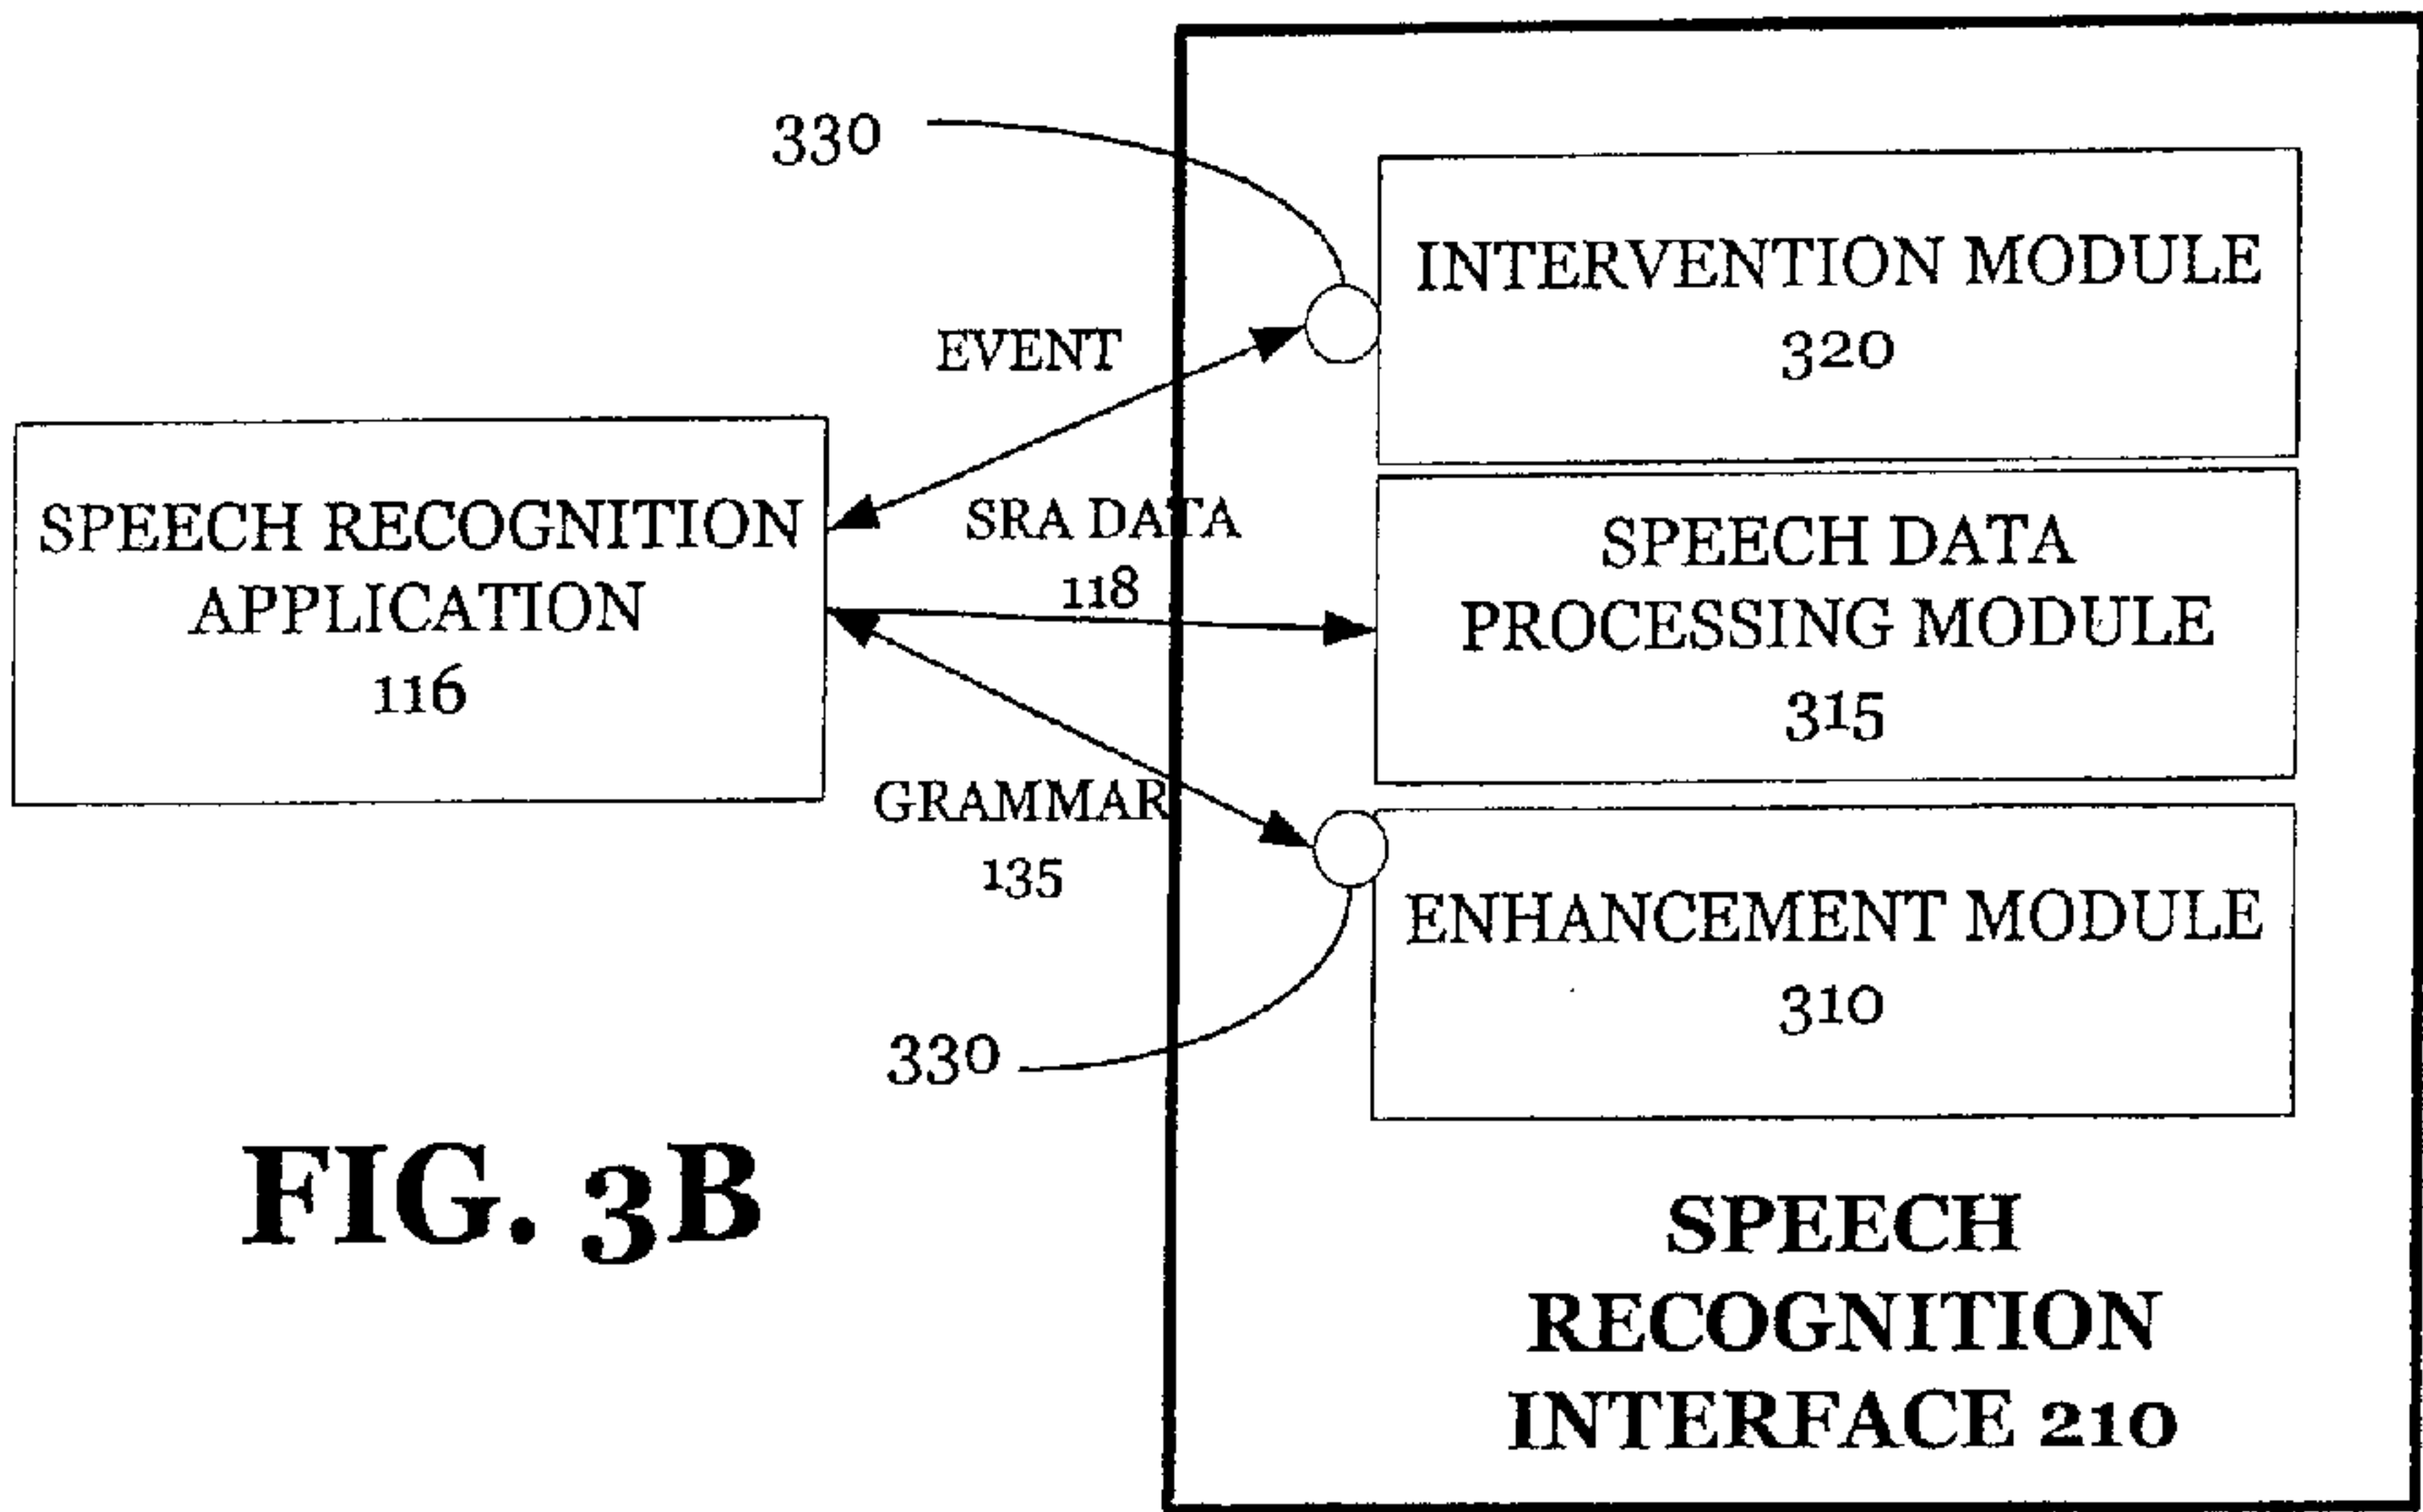 330
INTERVENTION MODULE
320
EVENT
SPEECH RECOGNITION
APPLICATION
116
SRA DATA
118
SPEECH DATA
PROCESSING MODULE
315
GRAMMAR
135
ENHANCEMENT MODULE
310
330
FIG. 3B
SPEECH
RECOGNITION
INTERFACE 210